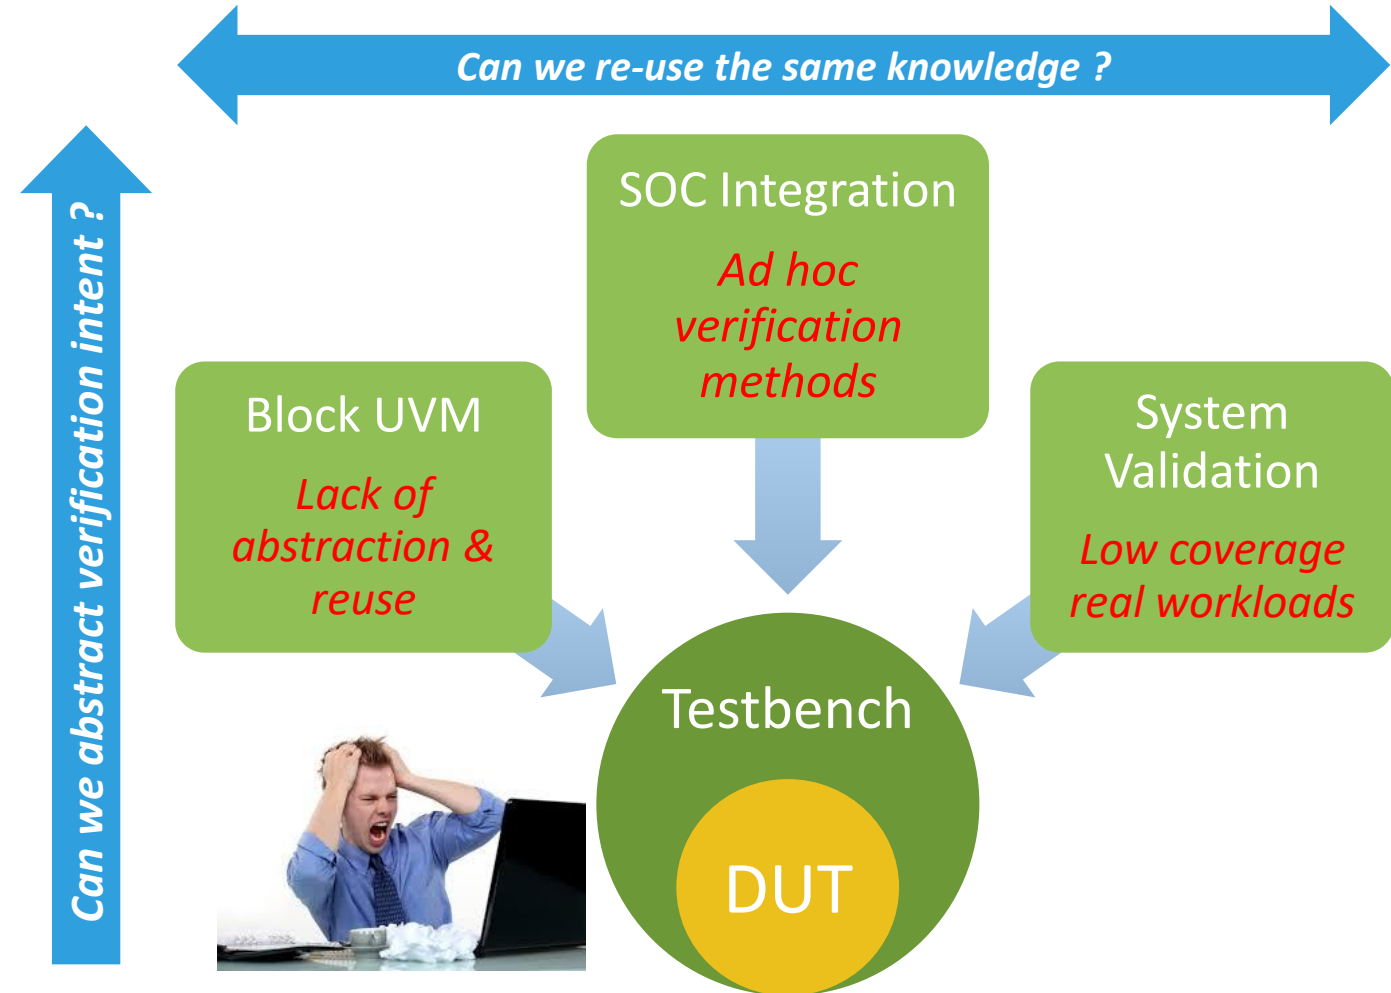 Can we re-use the same knowledge ?
Can we abstract verification intent ?
SOC Integration
Ad hoc
verification
methods
Block UVM
Lack of
abstraction &
reuse
System
Validation
Low coverage
real workloads
Testbench
DUT